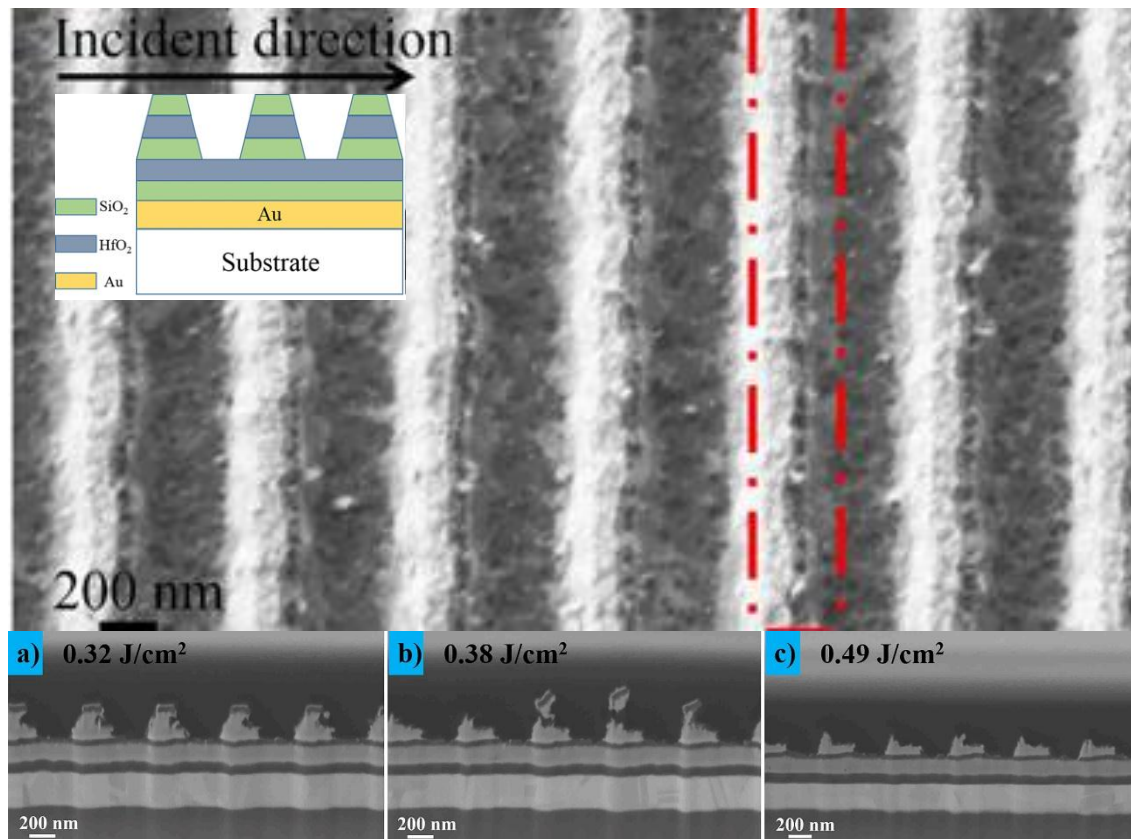 Incident direction
SiO2
HfO2
Au
Au
Substrate
200 nm
a) 0.32 J/cm²
b) 0.38 J/cm²
c) 0.49 J/cm²
200 nm
200 nm
200 nm